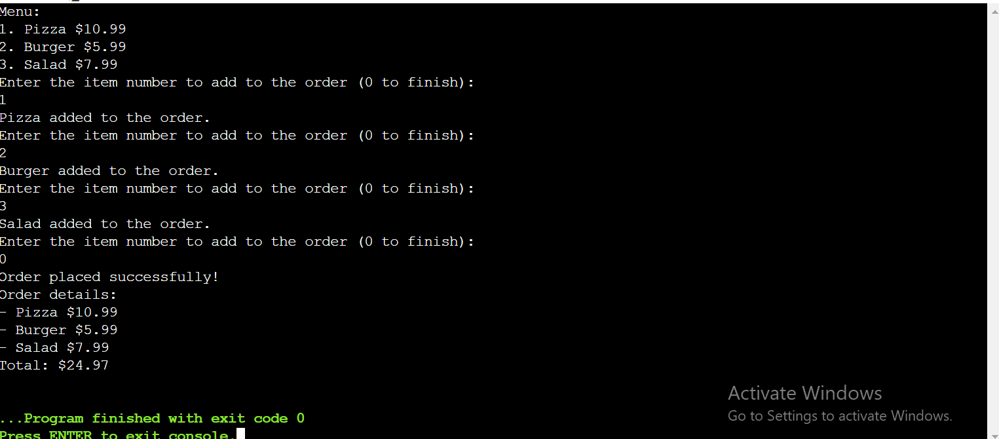 Menu:
1. Pizza $10.99
2. Burger $5.99
3. Salad $7.99
Enter the item number to add to the order (0 to finish):
1
Pizza added to the order.
Enter the item number to add to the order (0 to finish):
2
Burger added to the order.
Enter the item number to add to the order (0 to finish):
3
Salad added to the order.
Enter the item number to add to the order (0 to finish):
0
Order placed successfully!
Order details:
- Pizza $10.99
- Burger $5.99
- Salad $7.99
Total: $24.97
...Program finished with exit code 0
Press ENTER to exit console.
Activate Windows
Go to Settings to activate Windows.